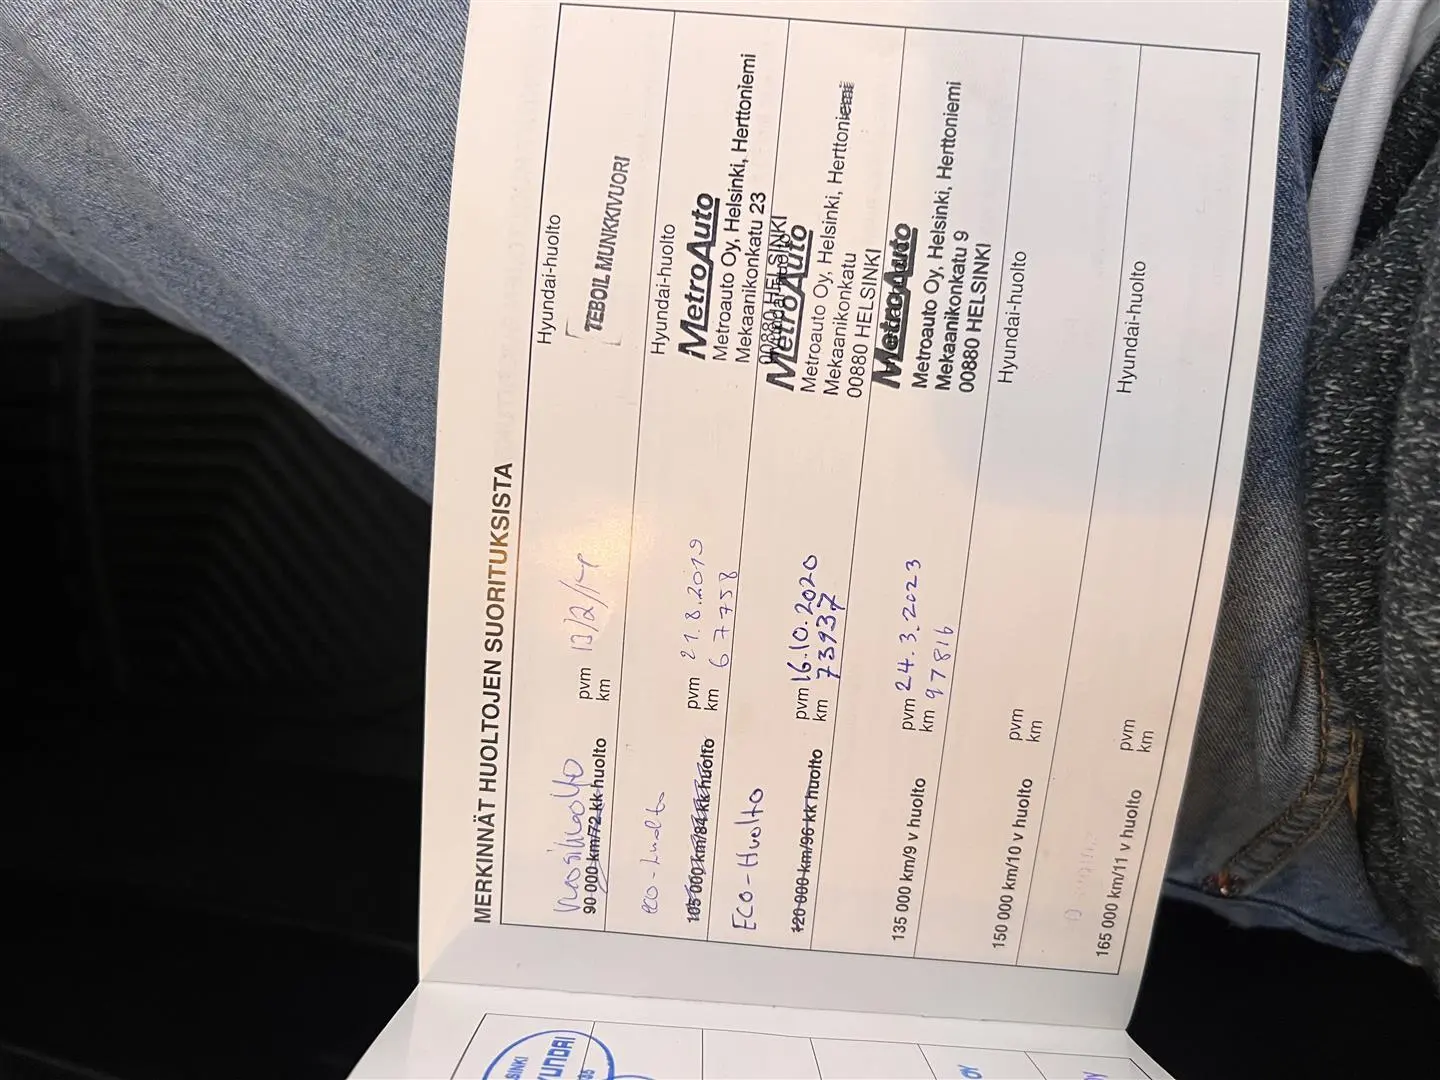 MERKINNÄT HUOLTOJEN SUORITUKSISTA
Vuosihuolto
90 000 km/72 kk huolto
pvm
km
Hyundai-huolto
TEBOIL MUNKKIVUORI
eco-huolto
105 000 km/84 kk huolto
pvm 21.8.2019
km 67758
Hyundai-huolto
MetroAuto
Metroauto Oy, Helsinki, Herttoniemi
Mekaanikonkatu 23
00880 HELSINKI
ECO-Huolto
120 000 km/96 kk huolto
pvm 16.10.2020
km 73937
MetroAuto
Metroauto Oy, Helsinki, Herttoniemi
Mekaanikonkatu
00880 HELSINKI
135 000 km/9 v huolto
pvm 24.3.2023
km 97816
MetroAuto
Metroauto Oy, Helsinki, Herttoniemi
Mekaanikonkatu 9
00880 HELSINKI
150 000 km/10 v huolto
pvm
km
Hyundai-huolto
165 000 km/11 v huolto
pvm
km
Hyundai-huolto